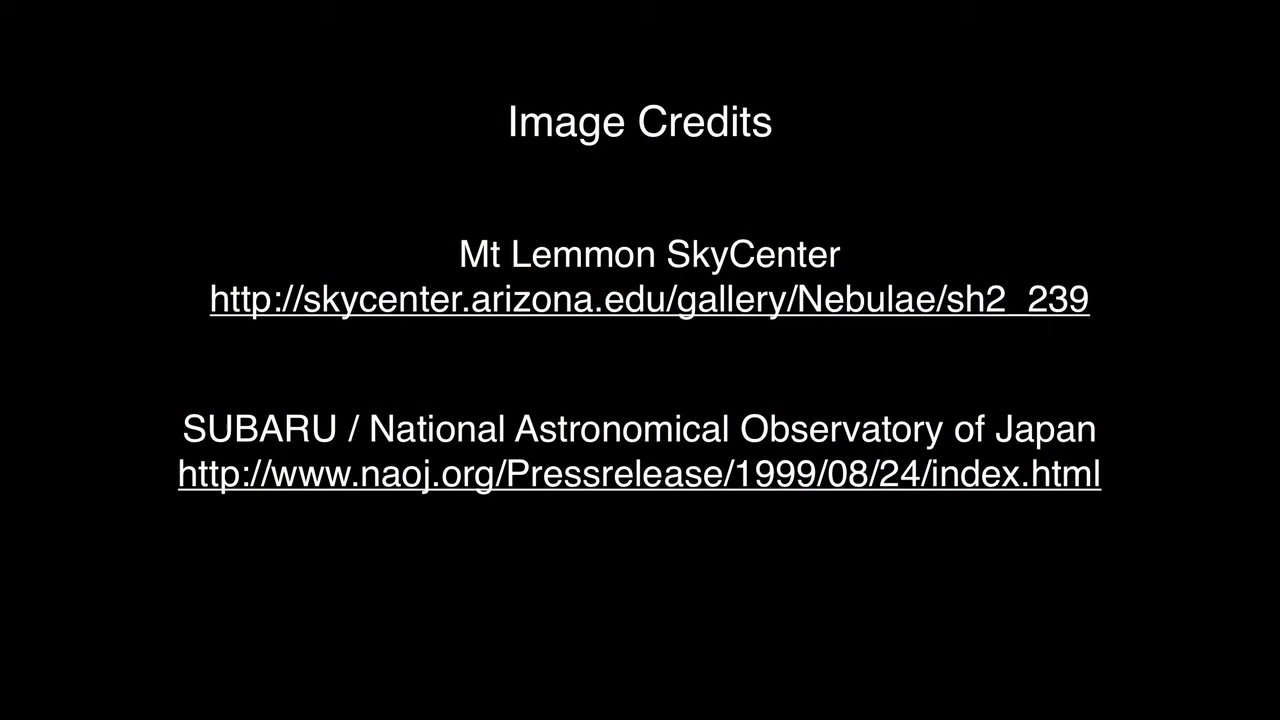 Image Credits
Mt Lemmon SkyCenter
http://skycenter.arizona.edu/gallery/Nebulae/sh2_239
SUBARU / National Astronomical Observatory of Japan
http://www.naoj.org/Pressrelease/1999/08/24/index.html